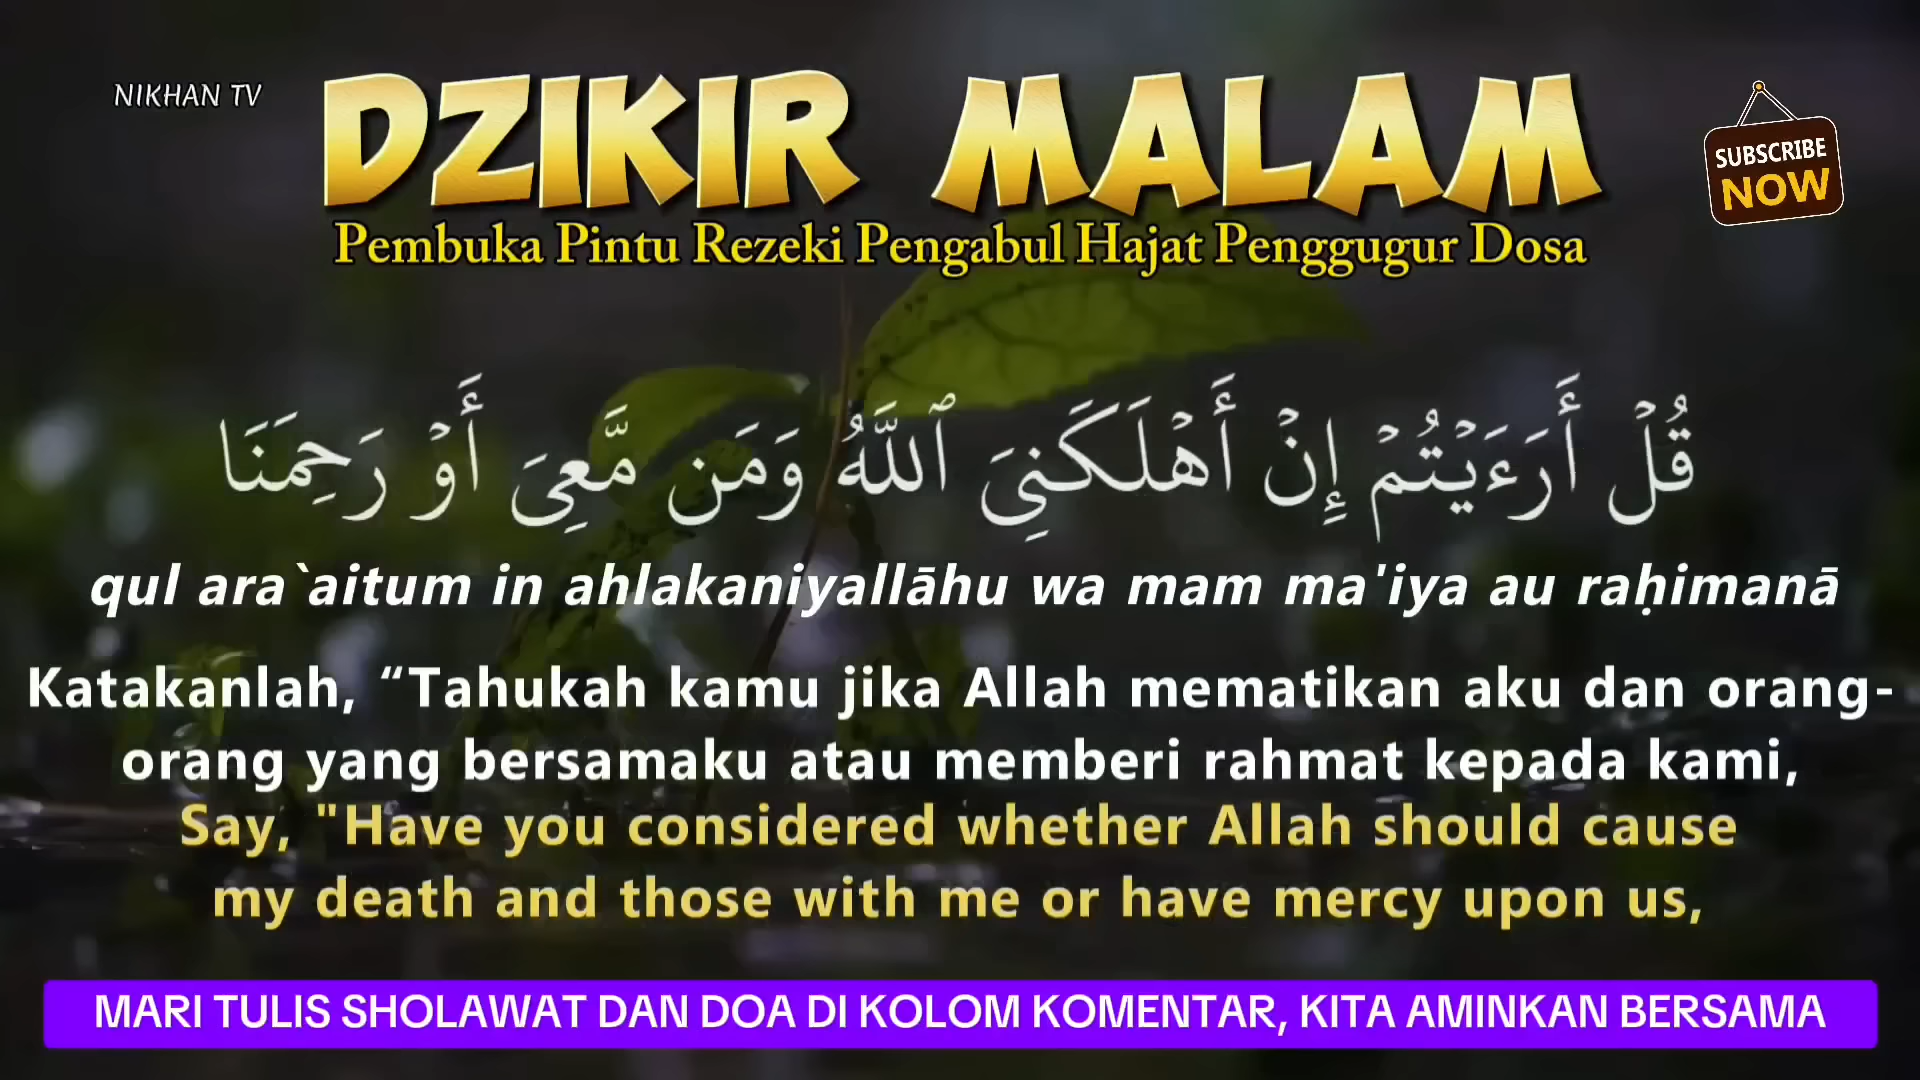 NIKHAN TV
DZIKIR MALAM
SUBSCRIBE
NOW
Pembuka Pintu Rezeki Pengabul Hajat Penggugur Dosa
قُلْ أَرَءَيْتُمْ إِنْ أَهْلَكَنِىَ ٱللَّهُ وَمَن مَّعِىَ أَوْ رَحِمَنَا
qul ara`aitum in ahlakaniyallāhu wa mam ma'iya au raḥimanā
Katakanlah, “Tahukah kamu jika Allah mematikan aku dan orang-
orang yang bersamaku atau memberi rahmat kepada kami,
Say, "Have you considered whether Allah should cause
my death and those with me or have mercy upon us,
MARI TULIS SHOLAWAT DAN DOA DI KOLOM KOMENTAR, KITA AMINKAN BERSAMA